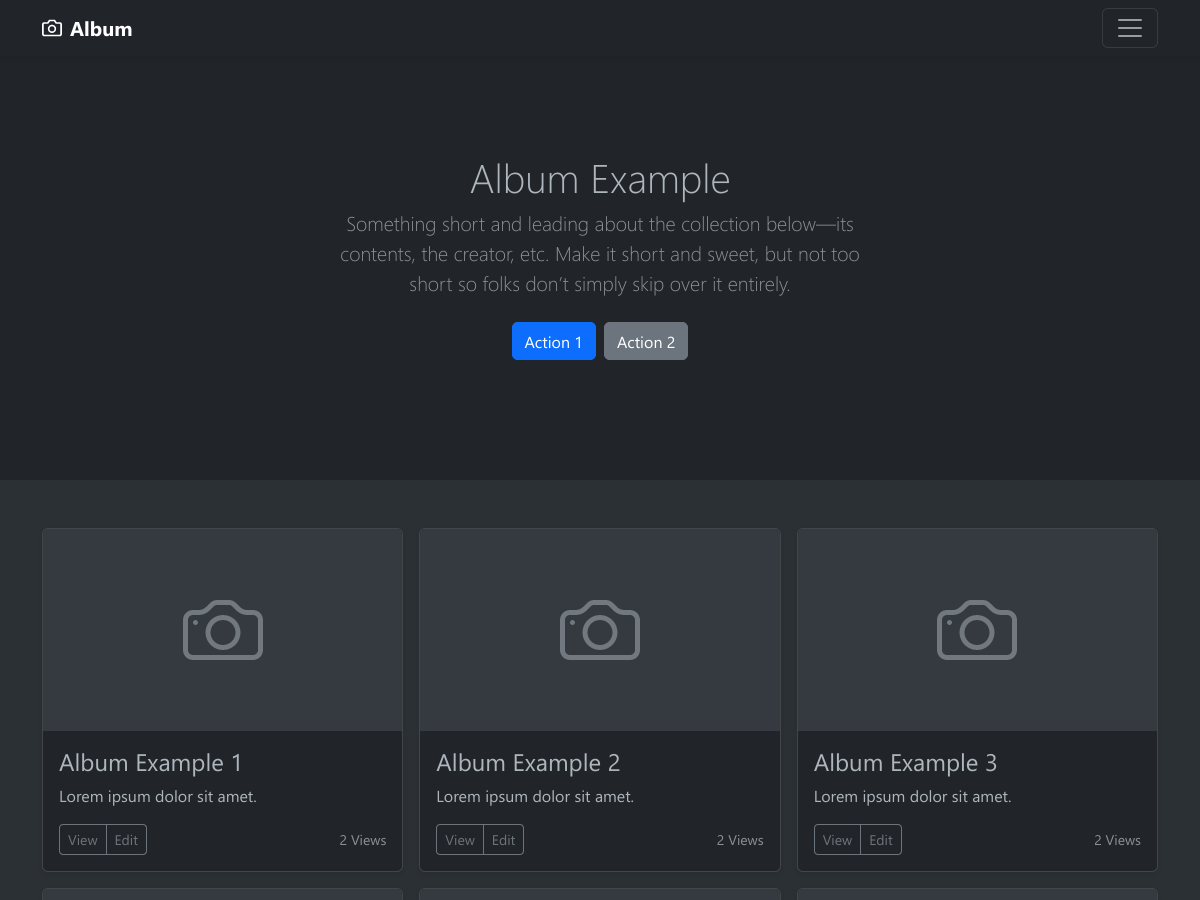 Album
Album Example
Something short and leading about the collection below—its
contents, the creator, etc. Make it short and sweet, but not too
short so folks don’t simply skip over it entirely.
Action 1 Action 2
Album Example 1
Lorem ipsum dolor sit amet.
View Edit 2 Views
Album Example 2
Lorem ipsum dolor sit amet.
View Edit 2 Views
Album Example 3
Lorem ipsum dolor sit amet.
View Edit 2 Views